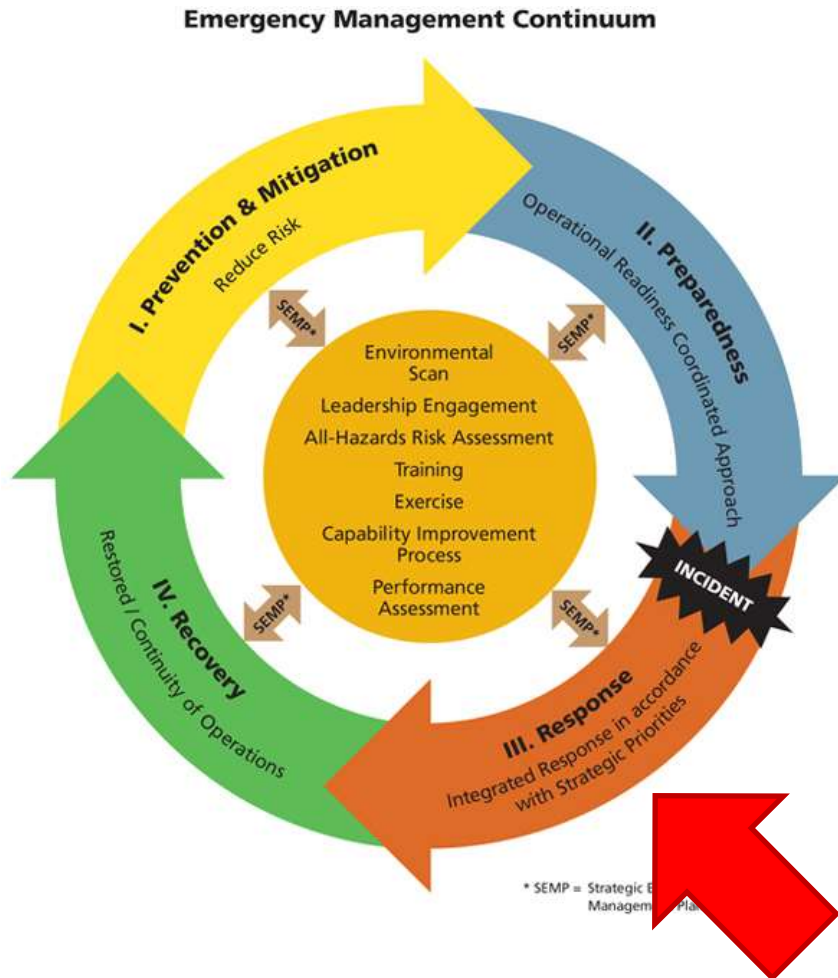 Emergency Management Continuum
I. Prevention & Mitigation
Reduce Risk
II. Preparedness
Operational Readiness Coordinated Approach
SEMP*
SEMP*
Environmental
Scan
Leadership Engagement
All-Hazards Risk Assessment
Training
Exercise
Capability Improvement
Process
Performance
Assessment
INCIDENT
SEMP*
SEMP*
III. Response
Integrated Response in accordance
with Strategic Priorities
IV. Recovery
Restored / Continuity of Operations
* SEMP = Strategic
Management